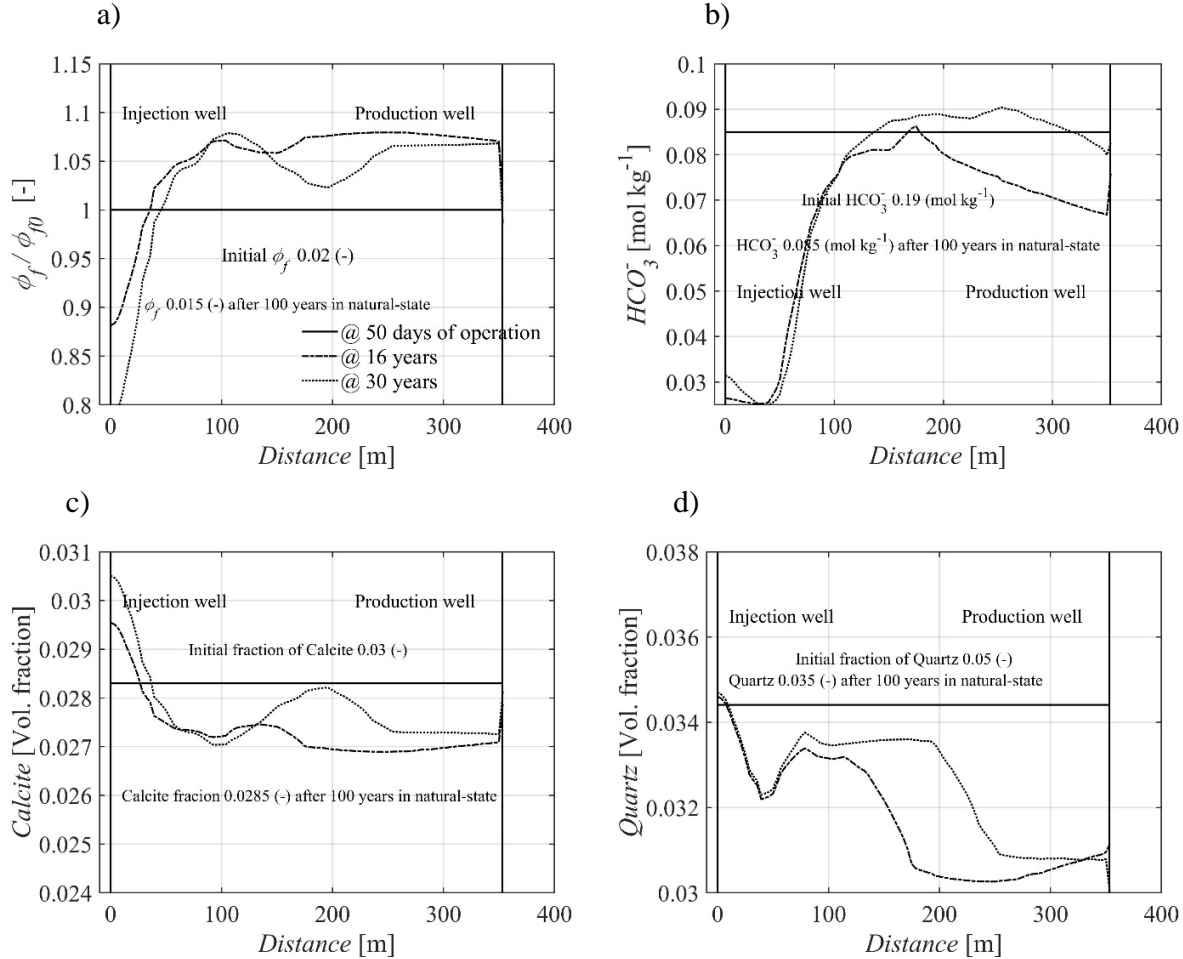 a)
1.15
1.1
1.05
1
0.95
0.9
0.85
0.8
ϕf / ϕf0 [-]
Injection well
Production well
Initial ϕf 0.02 (-)
ϕf 0.015 (-) after 100 years in natural-state
@ 50 days of operation
@ 16 years
@ 30 years
0
100
200
300
400
Distance [m]
b)
0.1
0.09
0.08
0.07
0.06
0.05
0.04
0.03
HCO3- [mol kg-1]
Initial HCO3- 0.19 (mol kg-1)
HCO3- 0.085 (mol kg-1) after 100 years in natural-state
Injection well
Production well
0
100
200
300
400
Distance [m]
c)
0.031
0.03
0.029
0.028
0.027
0.026
0.025
0.024
Calcite [Vol. fraction]
Injection well
Production well
Initial fraction of Calcite 0.03 (-)
Calcite fracion 0.0285 (-) after 100 years in natural-state
0
100
200
300
400
Distance [m]
d)
0.038
0.036
0.034
0.032
0.03
Quartz [Vol. fraction]
Injection well
Production well
Initial fraction of Quartz 0.05 (-)
Quartz 0.035 (-) after 100 years in natural-state
0
100
200
300
400
Distance [m]